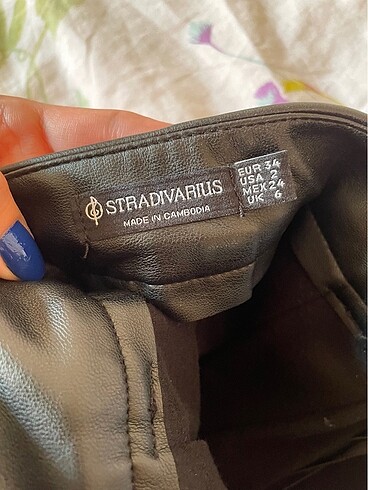 STRADIVARIUS
MADE IN CAMBODIA
EUR 34
USA 2
MEX 24
UK 6